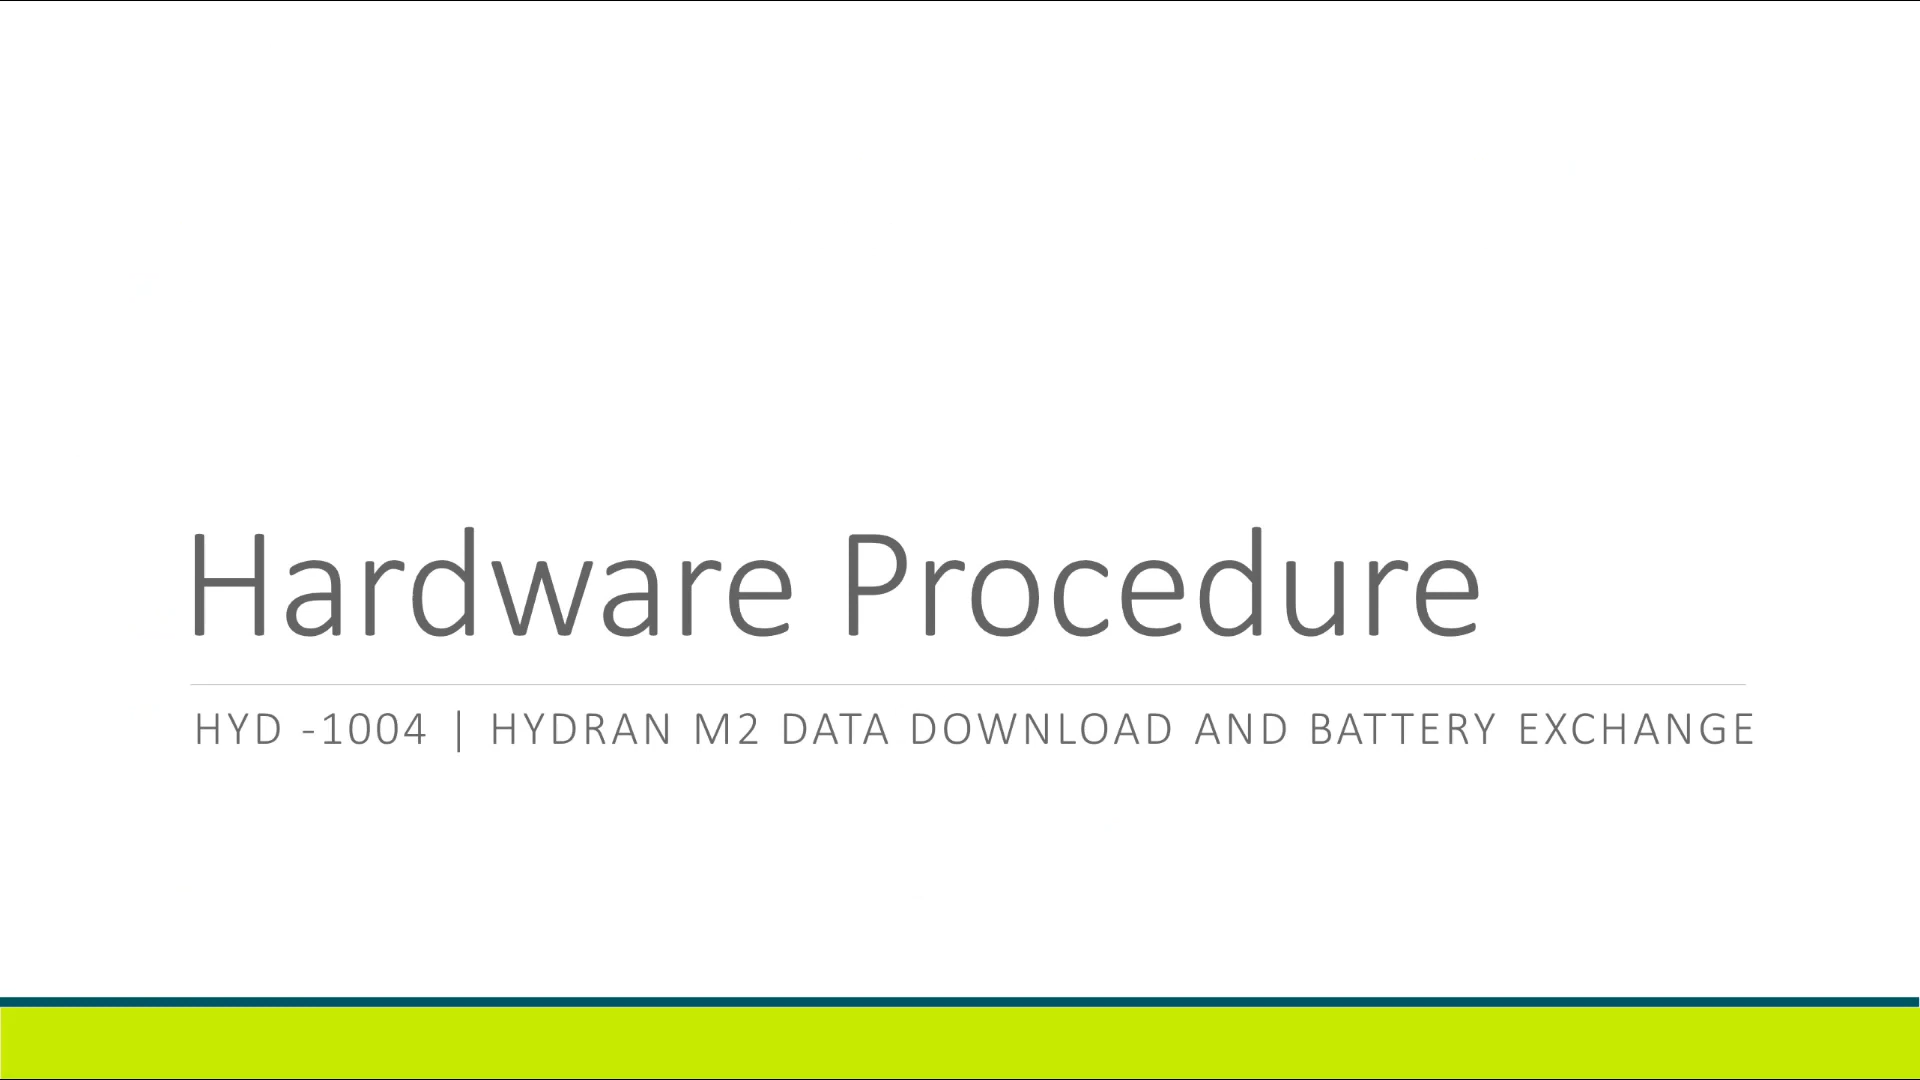 Hardware Procedure
HYD -1004 | HYDRAN M2 DATA DOWNLOAD AND BATTERY EXCHANGE